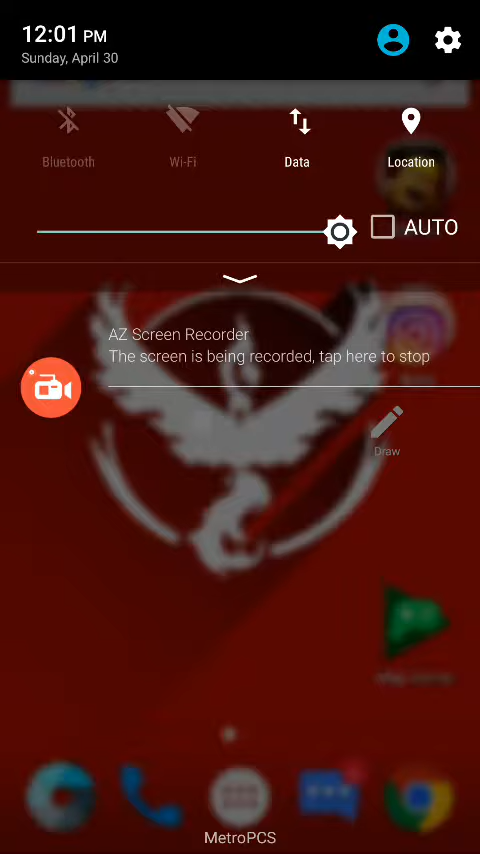 12:01 PM
Sunday, April 30
Bluetooth
Wi-Fi
Data
Location
AUTO
AZ Screen Recorder
The screen is being recorded, tap here to stop
Draw
MetroPCS